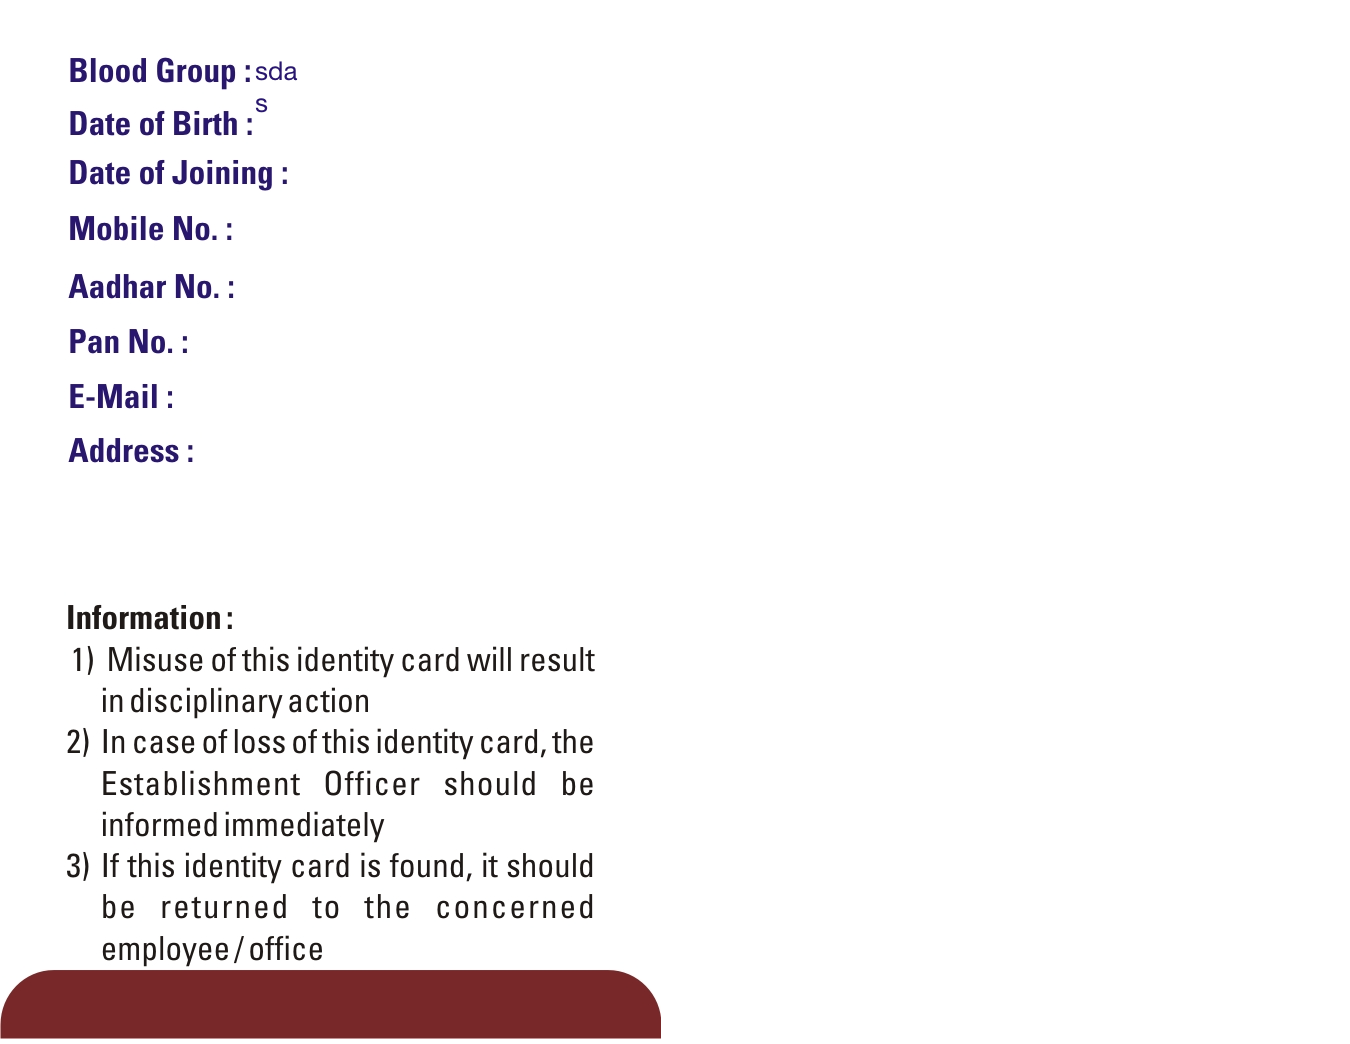 Blood Group : sda
s
Date of Birth :
Date of Joining :
Mobile No. :
Aadhar No. :
Pan No. :
E-Mail :
Address :
Information :
1) Misuse of this identity card will result
in disciplinary action
2) In case of loss of this identity card, the
Establishment Officer should be
informed immediately
3) If this identity card is found, it should
be returned to the concerned
employee / office